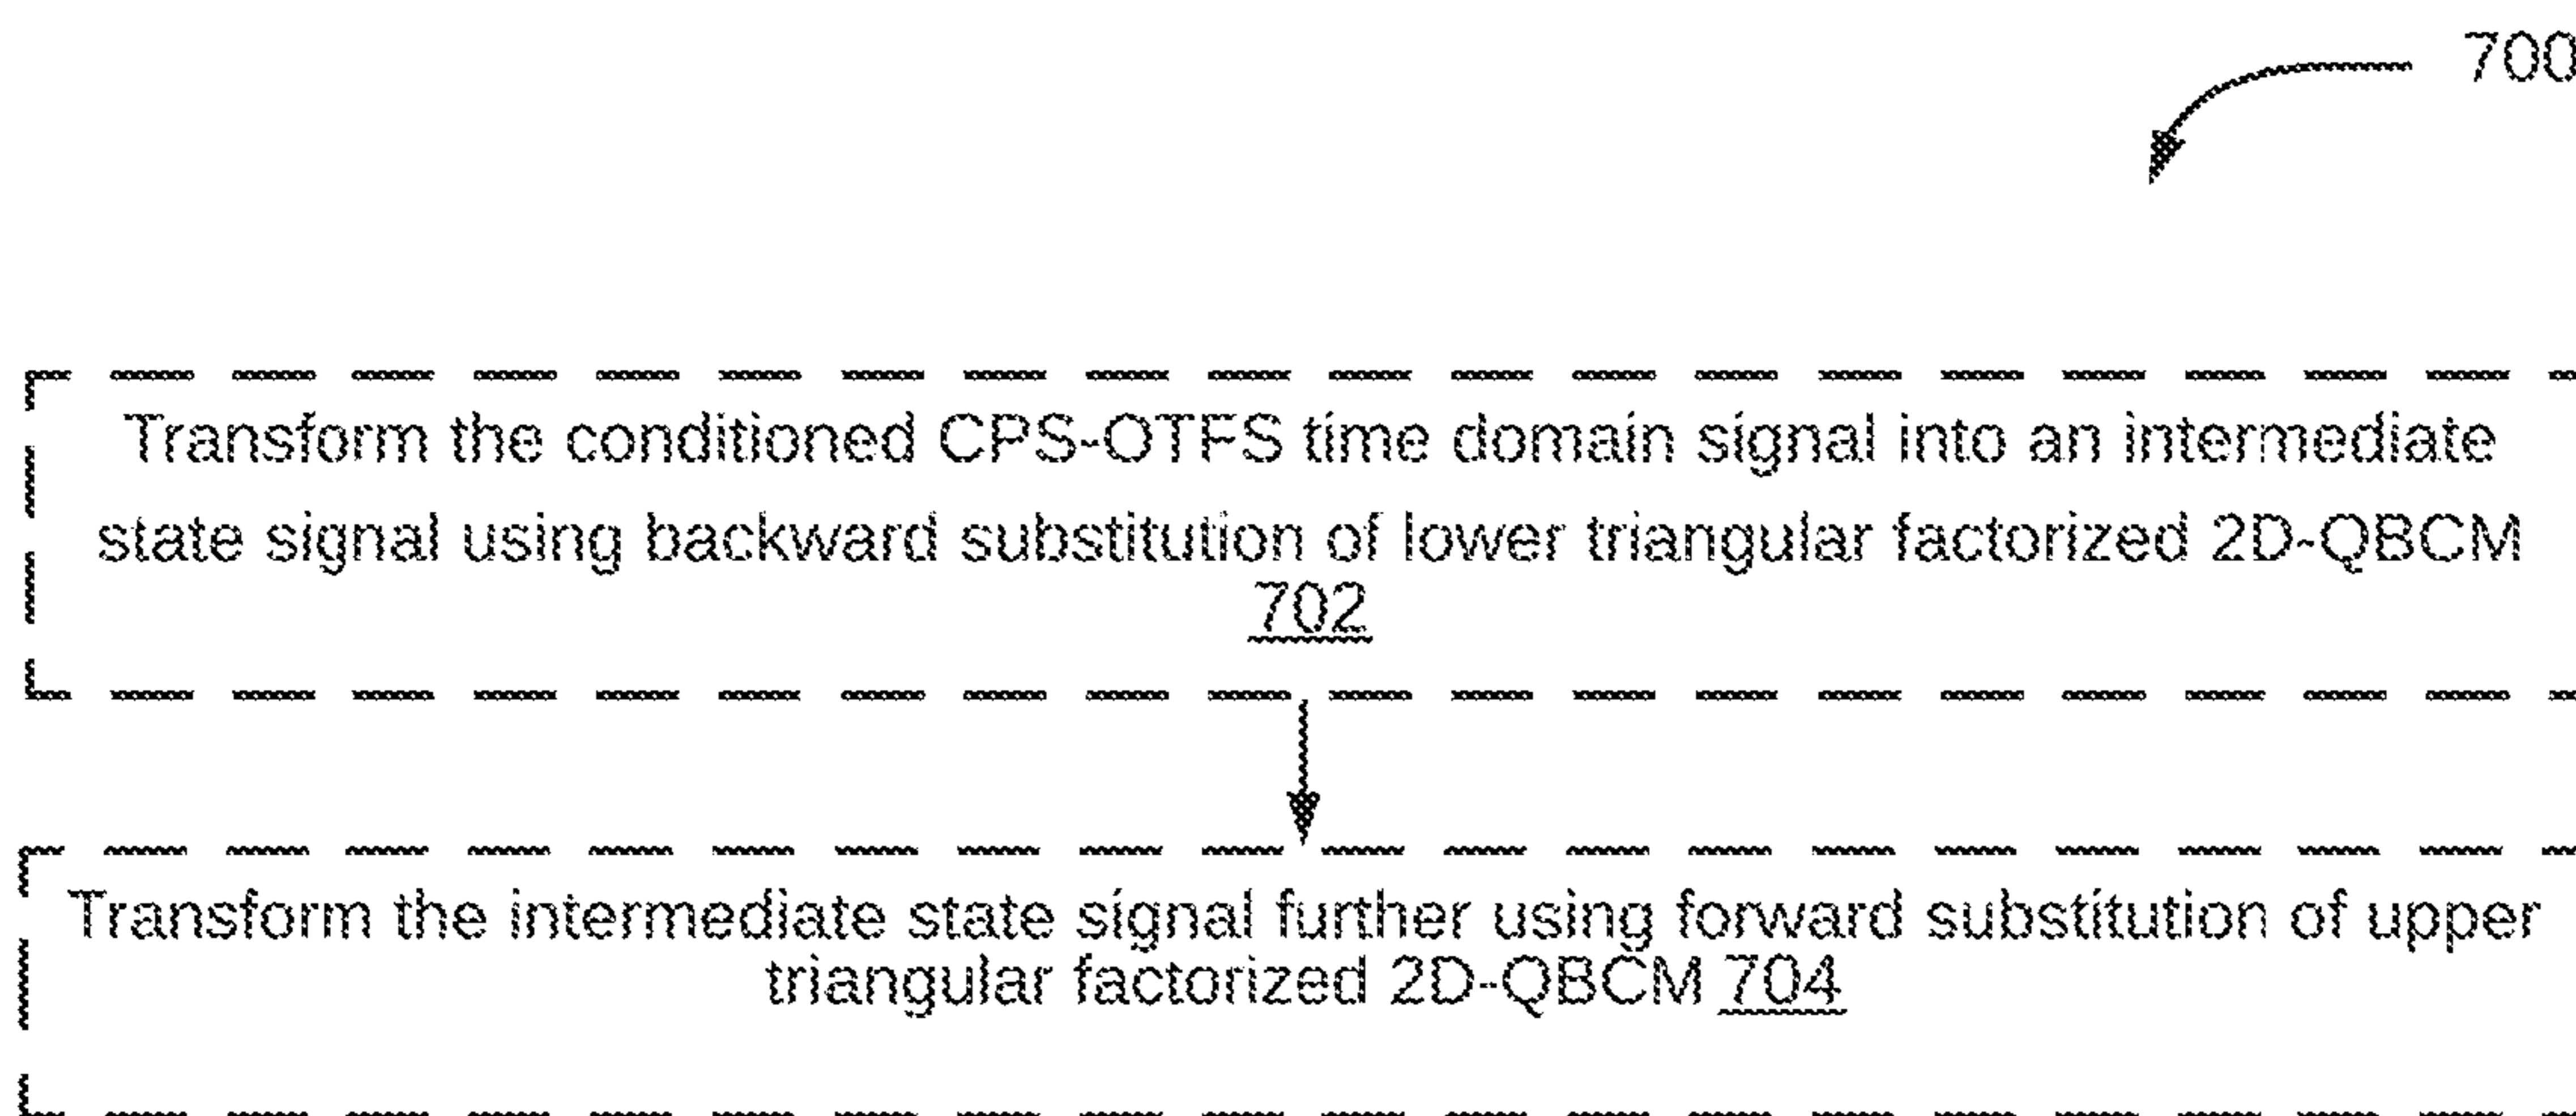 700
Transform the conditioned CPS-OTFS time domain signal into an intermediate
state signal using backward substitution of lower triangular factorized 2D-QBCM
702
Transform the intermediate state signal further using forward substitution of upper
triangular factorized 2D-QBCM 704